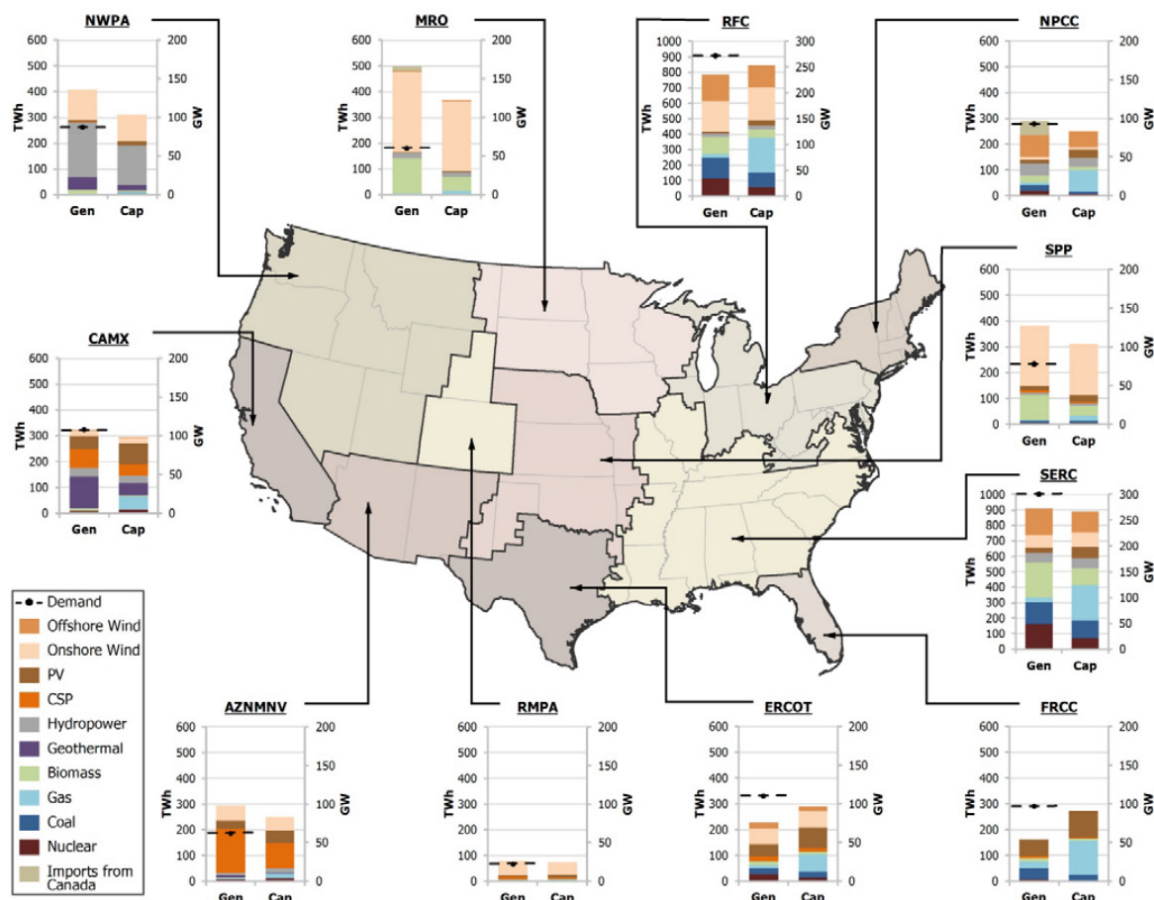 NWPA
600
500
400
300
200
100
0
TWh
200
150
100
50
0
GW
Gen Cap
MRO
600
500
400
300
200
100
0
TWh
200
150
100
50
0
GW
Gen Cap
RFC
1000
900
800
700
600
500
400
300
200
100
0
TWh
300
250
200
150
100
50
0
GW
Gen Cap
NPCC
600
500
400
300
200
100
0
TWh
200
150
100
50
0
GW
Gen Cap
SPP
600
500
400
300
200
100
0
TWh
200
150
100
50
0
GW
Gen Cap
CAMX
600
500
400
300
200
100
0
TWh
200
150
100
50
0
GW
Gen Cap
SERC
1000
900
800
700
600
500
400
300
200
100
0
TWh
300
250
200
150
100
50
0
GW
Gen Cap
Demand
Offshore Wind
Onshore Wind
PV
CSP
Hydropower
Geothermal
Biomass
Gas
Coal
Nuclear
Imports from
Canada
AZNMNV
600
500
400
300
200
100
0
TWh
200
150
100
50
0
GW
Gen Cap
RMPA
600
500
400
300
200
100
0
TWh
200
150
100
50
0
GW
Gen Cap
ERCOT
600
500
400
300
200
100
0
TWh
200
150
100
50
0
GW
Gen Cap
FRCC
600
500
400
300
200
100
0
TWh
200
150
100
50
0
GW
Gen Cap